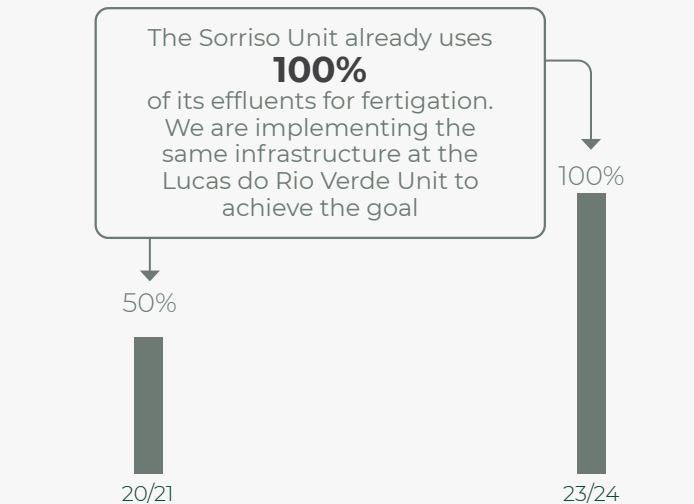 The Sorriso Unit already uses
100%
of its effluents for fertigation.
We are implementing the
same infrastructure at the
Lucas do Rio Verde Unit to
achieve the goal
100%
50%
20/21
23/24